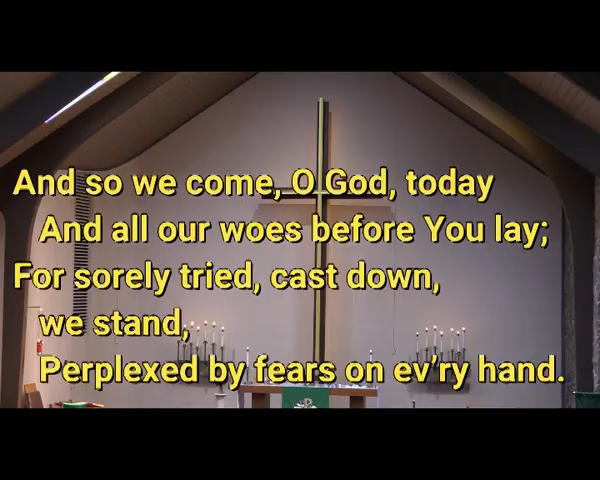 And so we come, O God, today
And all our woes before You lay;
For sorely tried, cast down,
we stand,
Perplexed by fears on ev'ry hand.